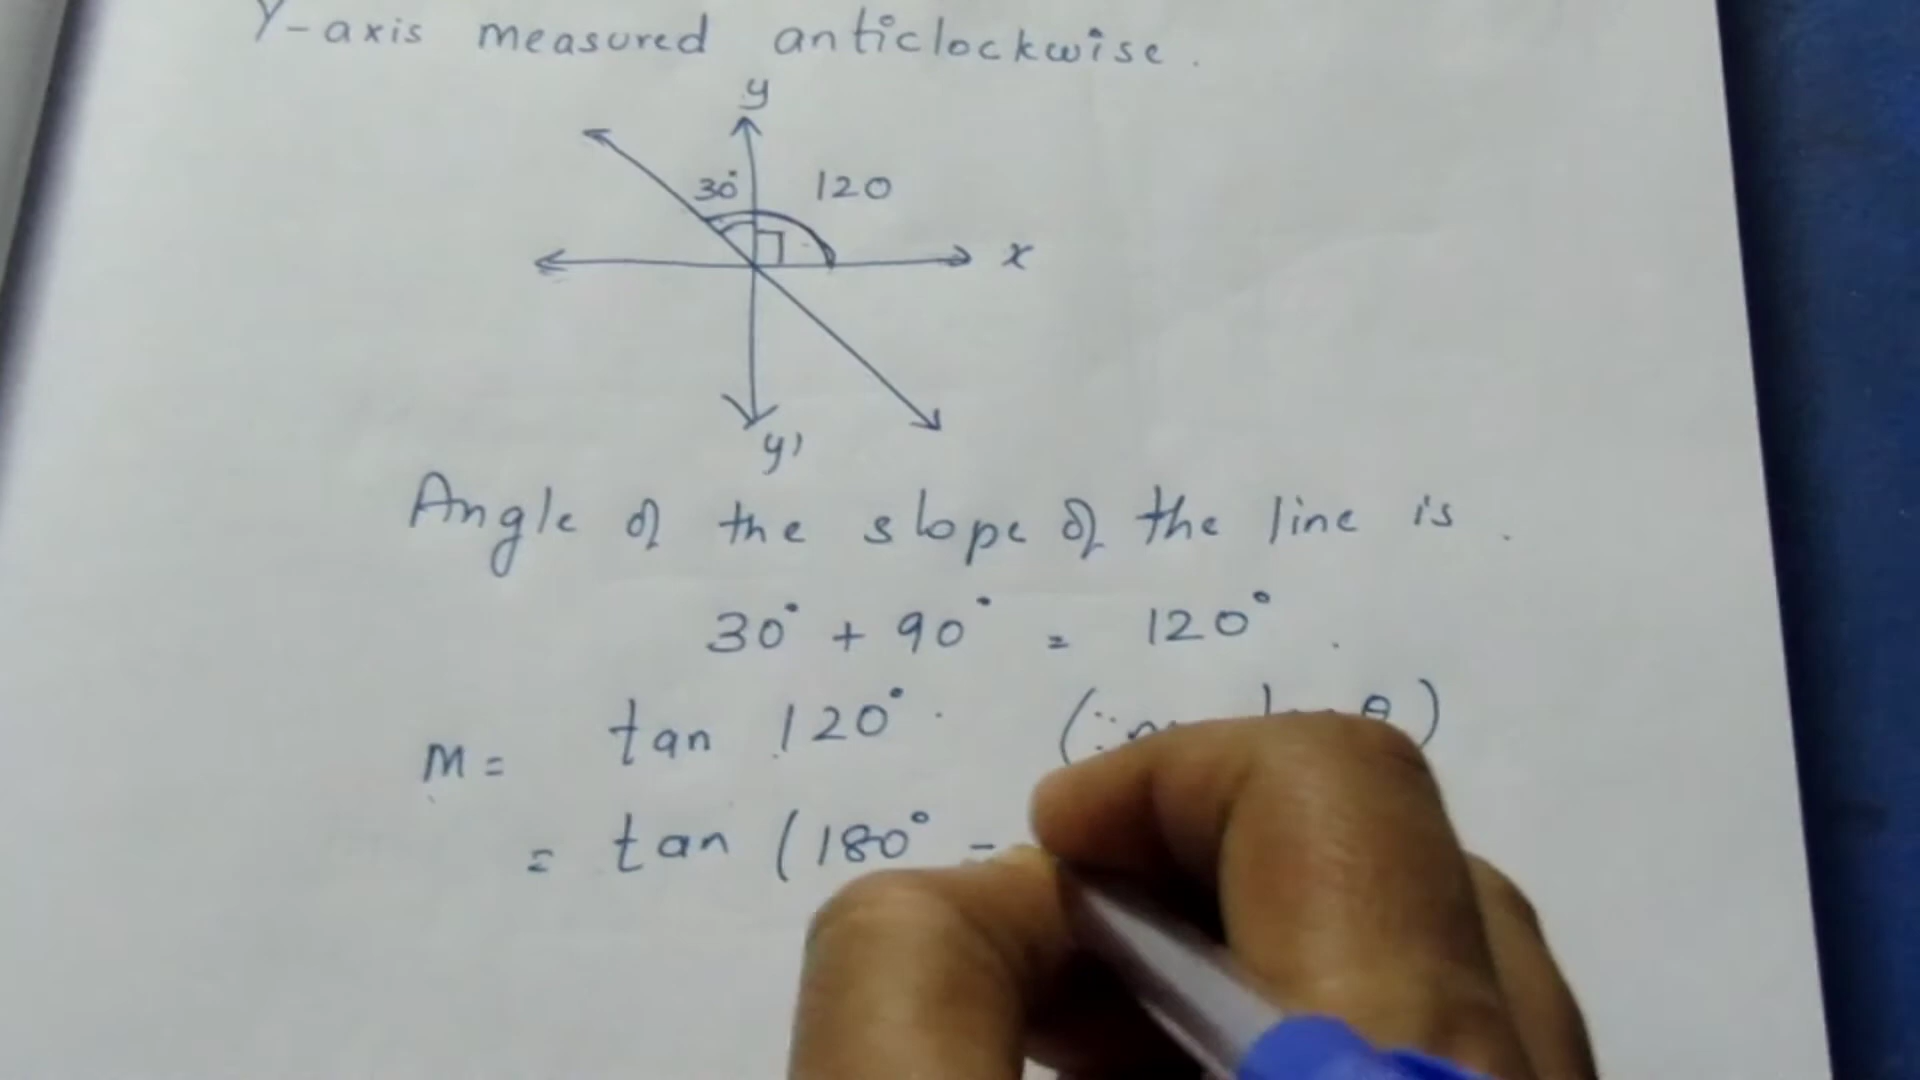 Y-axis measured anticlockwise.
y
30° 120
x
y'
Angle of the slope of the line is.
30° + 90° = 120°.
m = tan 120°. (∵ θ)
= tan (180° -